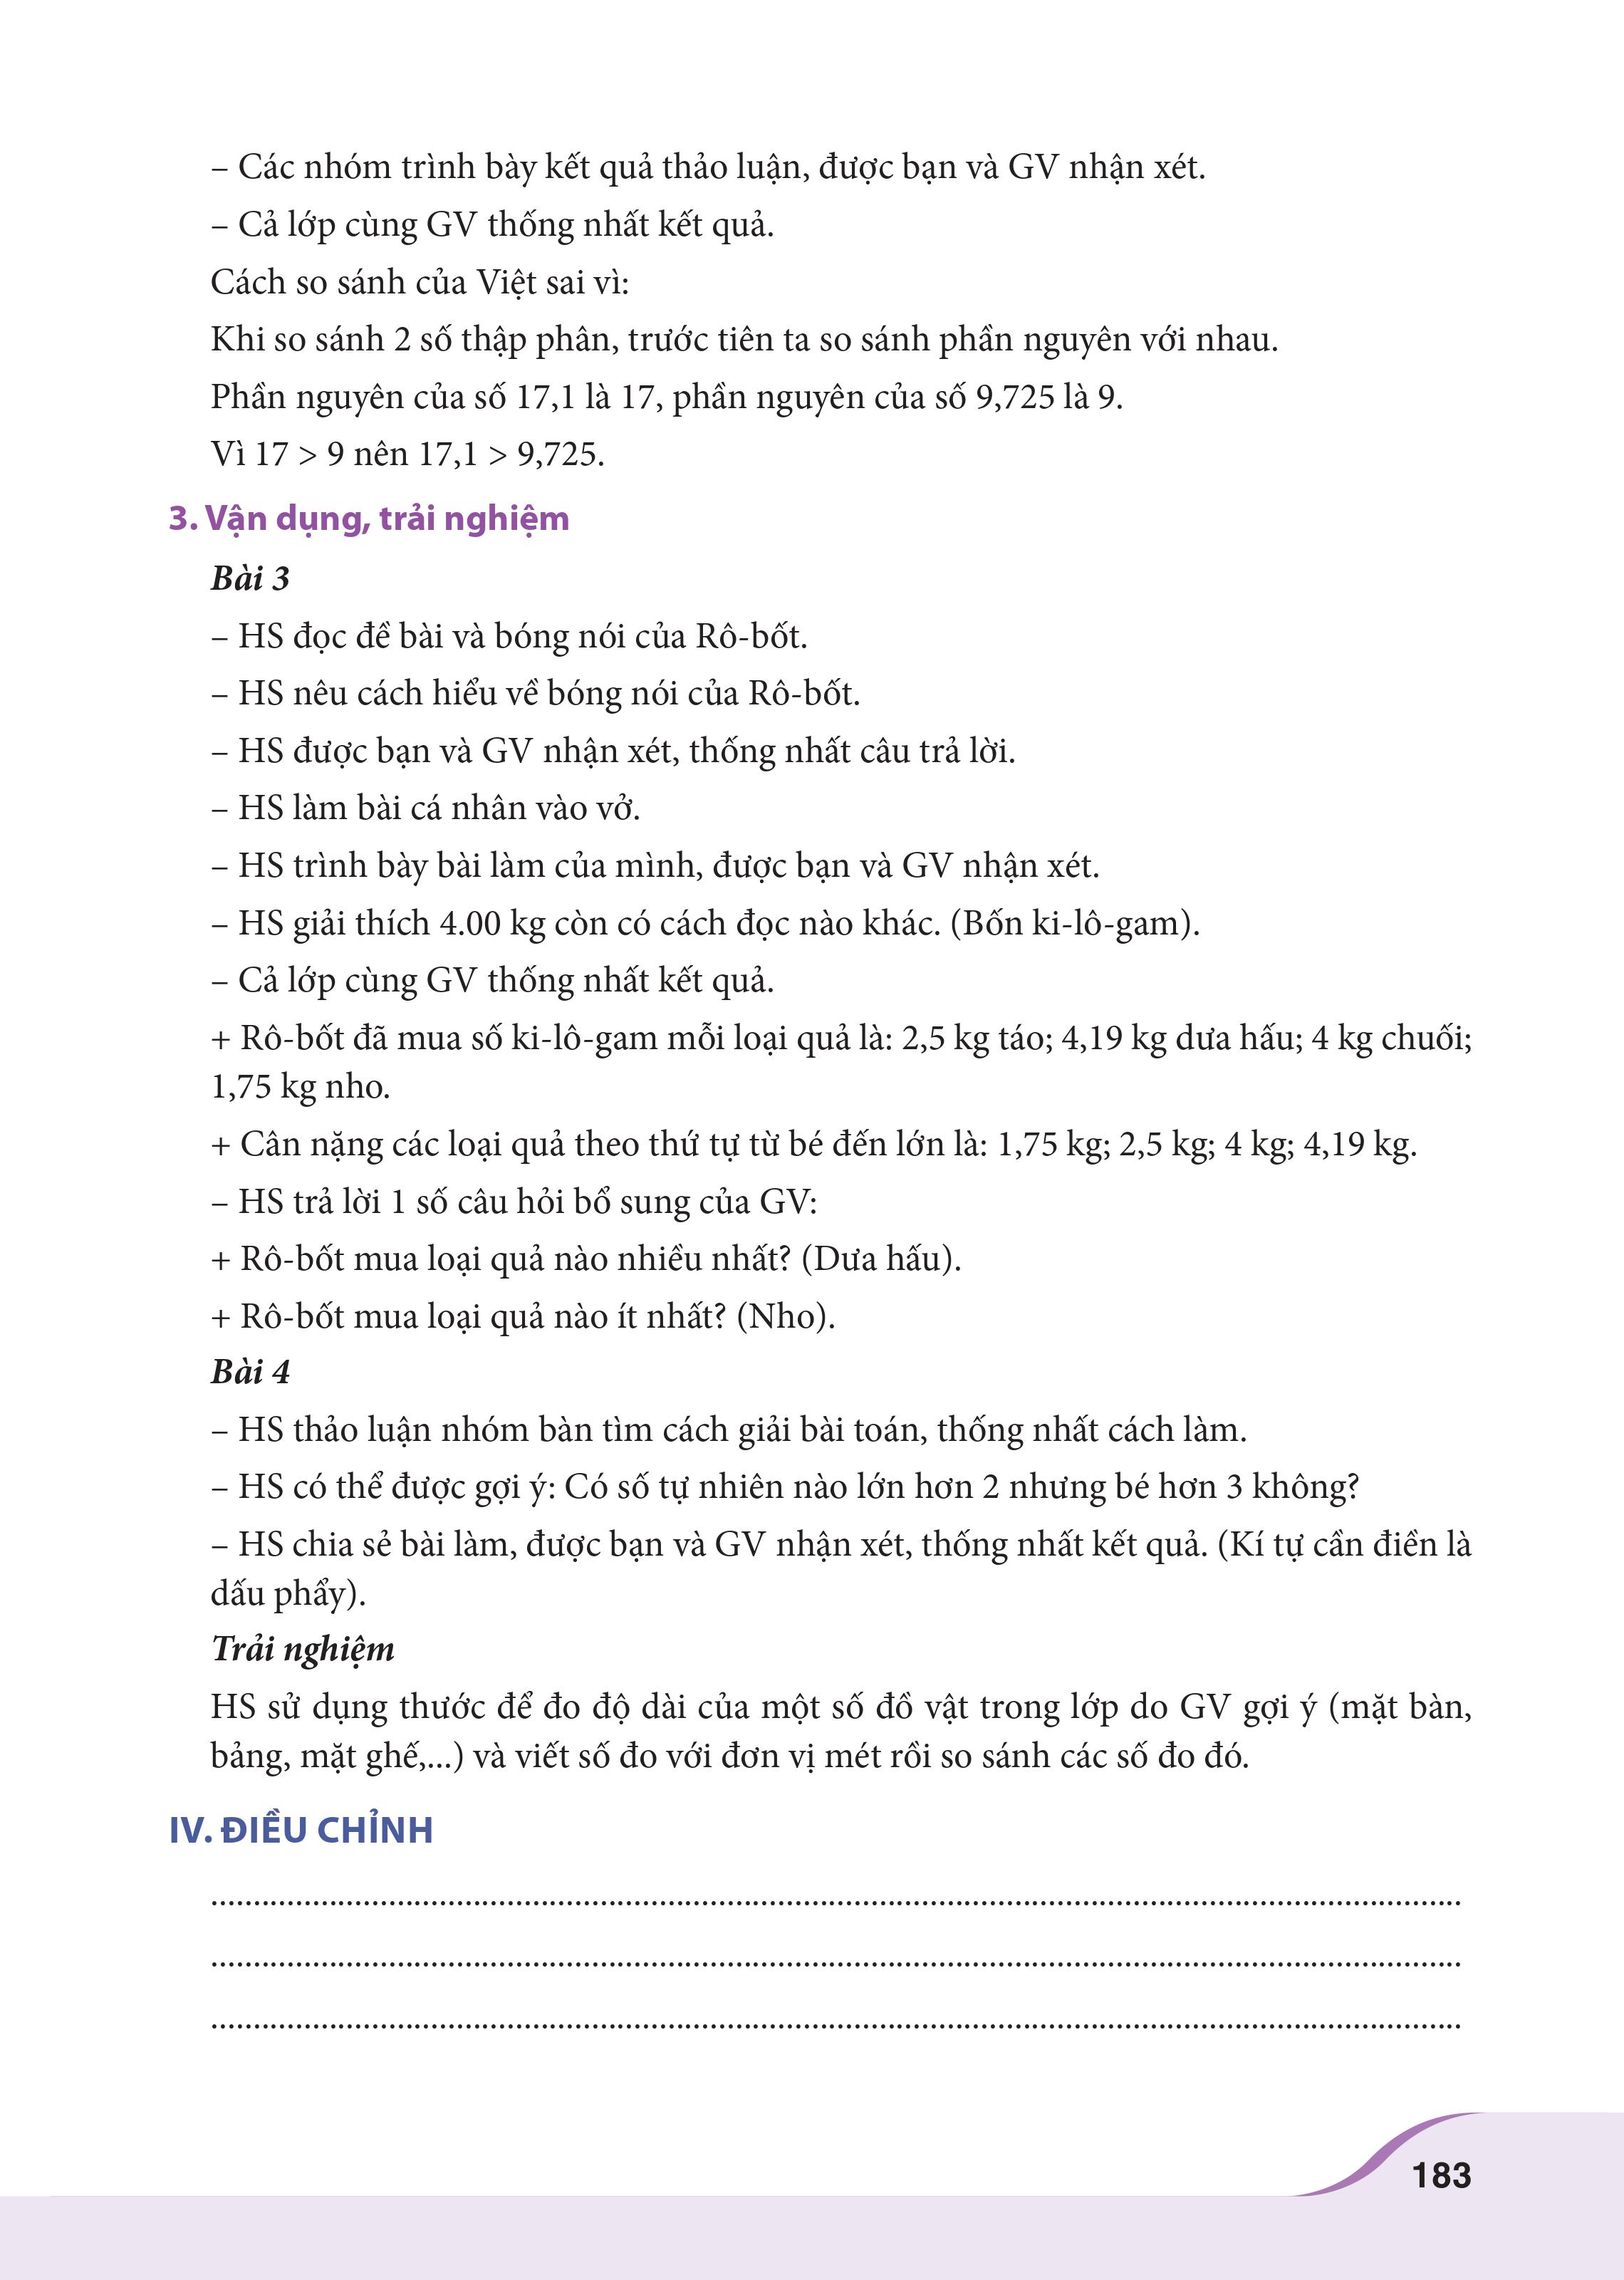 – Các nhóm trình bày kết quả thảo luận, được bạn và GV nhận xét.
– Cả lớp cùng GV thống nhất kết quả.
Cách so sánh của Việt sai vì:
Khi so sánh 2 số thập phân, trước tiên ta so sánh phần nguyên với nhau.
Phần nguyên của số 17,1 là 17, phần nguyên của số 9,725 là 9.
Vì 17 > 9 nên 17,1 > 9,725.
3. Vận dụng, trải nghiệm
Bài 3
– HS đọc đề bài và bóng nói của Rô-bốt.
– HS nêu cách hiểu về bóng nói của Rô-bốt.
– HS được bạn và GV nhận xét, thống nhất câu trả lời.
– HS làm bài cá nhân vào vở.
– HS trình bày bài làm của mình, được bạn và GV nhận xét.
– HS giải thích 4.00 kg còn có cách đọc nào khác. (Bốn ki-lô-gam).
– Cả lớp cùng GV thống nhất kết quả.
+ Rô-bốt đã mua số ki-lô-gam mỗi loại quả là: 2,5 kg táo; 4,19 kg dưa hấu; 4 kg chuối;
1,75 kg nho.
+ Cân nặng các loại quả theo thứ tự từ bé đến lớn là: 1,75 kg; 2,5 kg; 4 kg; 4,19 kg.
– HS trả lời 1 số câu hỏi bổ sung của GV:
+ Rô-bốt mua loại quả nào nhiều nhất? (Dưa hấu).
+ Rô-bốt mua loại quả nào ít nhất? (Nho).
Bài 4
– HS thảo luận nhóm bàn tìm cách giải bài toán, thống nhất cách làm.
– HS có thể được gợi ý: Có số tự nhiên nào lớn hơn 2 nhưng bé hơn 3 không?
– HS chia sẻ bài làm, được bạn và GV nhận xét, thống nhất kết quả. (Kí tự cần điền là
dấu phẩy).
Trải nghiệm
HS sử dụng thước để đo độ dài của một số đồ vật trong lớp do GV gợi ý (mặt bàn,
bảng, mặt ghế,...) và viết số đo với đơn vị mét rồi so sánh các số đo đó.
IV. ĐIỀU CHỈNH
183